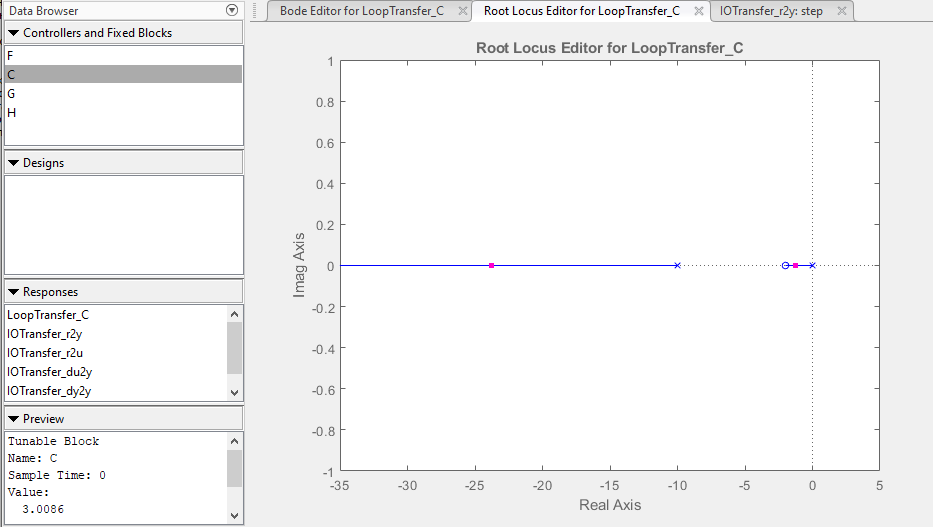 Data Browser
Controllers and Fixed Blocks
F
C
G
H
Designs
Responses
LoopTransfer_C
IOTransfer_r2y
IOTransfer_r2u
IOTransfer_du2y
IOTransfer_dy2y
Preview
Tunable Block
Name: C
Sample Time: 0
Value:
3.0086
Bode Editor for LoopTransfer_C
Root Locus Editor for LoopTransfer_C
IOTransfer_r2y: step
Root Locus Editor for LoopTransfer_C
1
0.8
0.6
0.4
0.2
0
-0.2
-0.4
-0.6
-0.8
-1
Imag Axis
-35 -30 -25 -20 -15 -10 -5 0 5
Real Axis